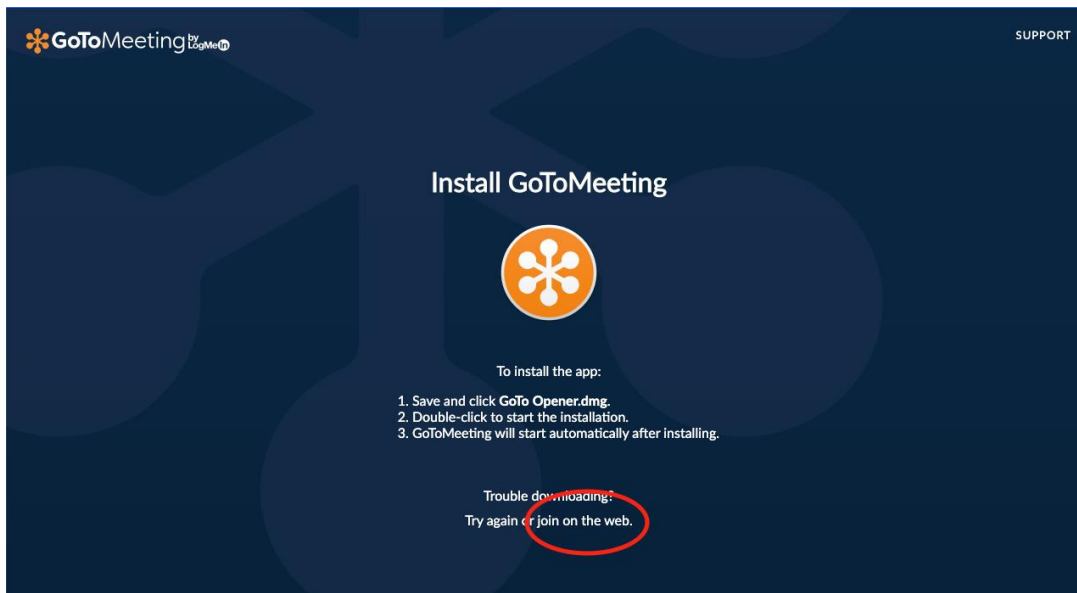 GoToMeeting by LogMeIn
SUPPORT
Install GoToMeeting
To install the app:
1. Save and click GoTo Opener.dmg.
2. Double-click to start the installation.
3. GoToMeeting will start automatically after installing.
Trouble downloading?
Try again or join on the web.